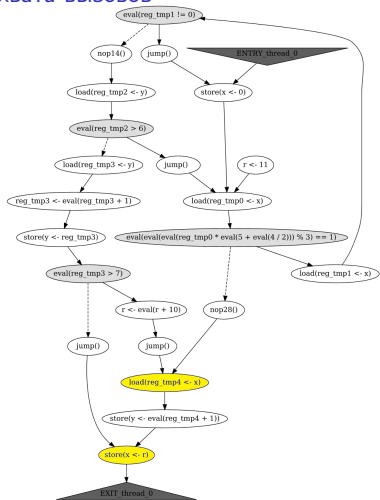 eval(reg_tmp1 != 0)
nop14()
jump()
ENTRY_thread_0
load(reg_tmp2 <- y)
store(x <- 0)
eval(reg_tmp2 > 6)
load(reg_tmp3 <- y)
jump()
r <- 11
reg_tmp3 <- eval(reg_tmp3 + 1)
load(reg_tmp0 <- x)
store(y <- reg_tmp3)
eval(eval(eval(reg_tmp0 * eval(5 + eval(4 / 2))) % 3) == 1)
eval(reg_tmp3 > 7)
load(reg_tmp1 <- x)
r <- eval(r + 10)
nop28()
jump()
jump()
load(reg_tmp4 <- x)
store(y <- eval(reg_tmp4 + 1))
store(x <- r)
EXIT_thread_0